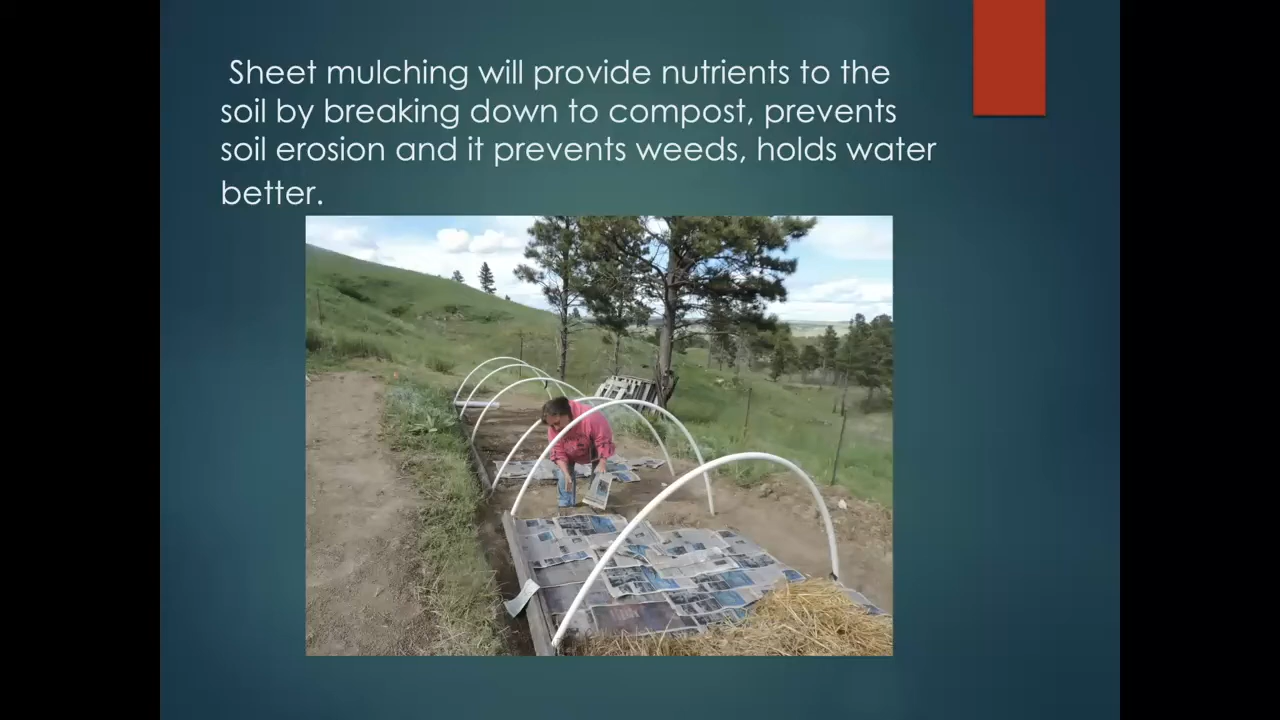 Sheet mulching will provide nutrients to the
soil by breaking down to compost, prevents
soil erosion and it prevents weeds, holds water
better.